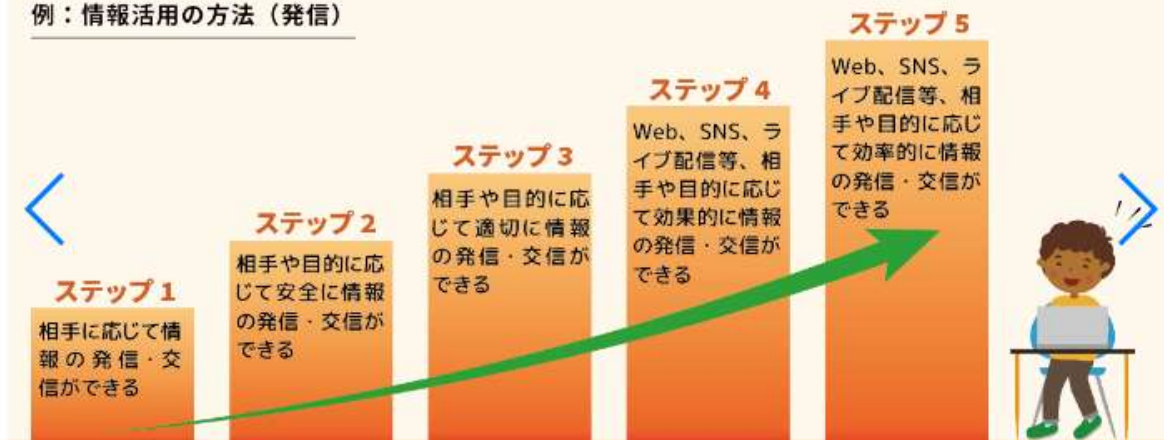 例：情報活用の方法（発信）
ステップ 1
相手に応じて情
報の発信・交
信ができる
ステップ 2
相手や目的に応
じて安全に情報
の発信・交信が
できる
ステップ 3
相手や目的に応
じて適切に情報
の発信・交信が
できる
ステップ 4
Web、SNS、ラ
イブ配信等、相
手や目的に応じ
て効果的に情報
の発信・交信が
できる
ステップ 5
Web、SNS、ラ
イブ配信等、相
手や目的に応じ
て効率的に情報
の発信・交信が
できる